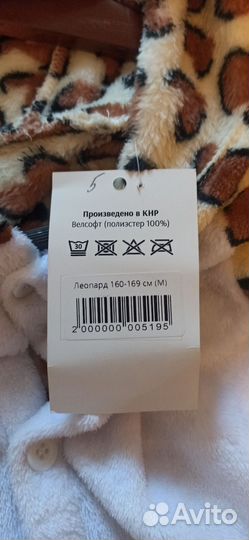 5
Произведено в КНР
Велсофт (полиэстер 100%)
30
Леопард 160-169 см (М)
2 000000 005195
Avito